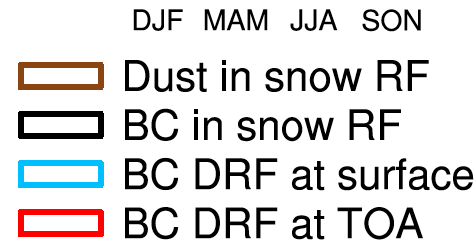 DJF MAM JJA SON
Dust in snow RF
BC in snow RF
BC DRF at surface
BC DRF at TOA